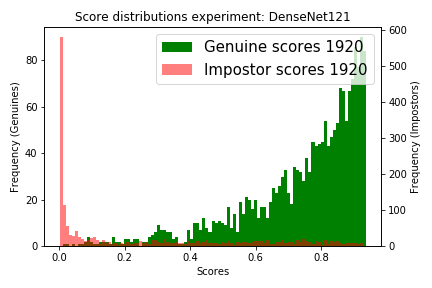 Score distributions experiment: DenseNet121
Genuine scores 1920
Impostor scores 1920
Frequency (Genuines)
80
60
40
20
0
Frequency (Impostors)
600
500
400
300
200
100
0
0.0 0.2 0.4 0.6 0.8
Scores